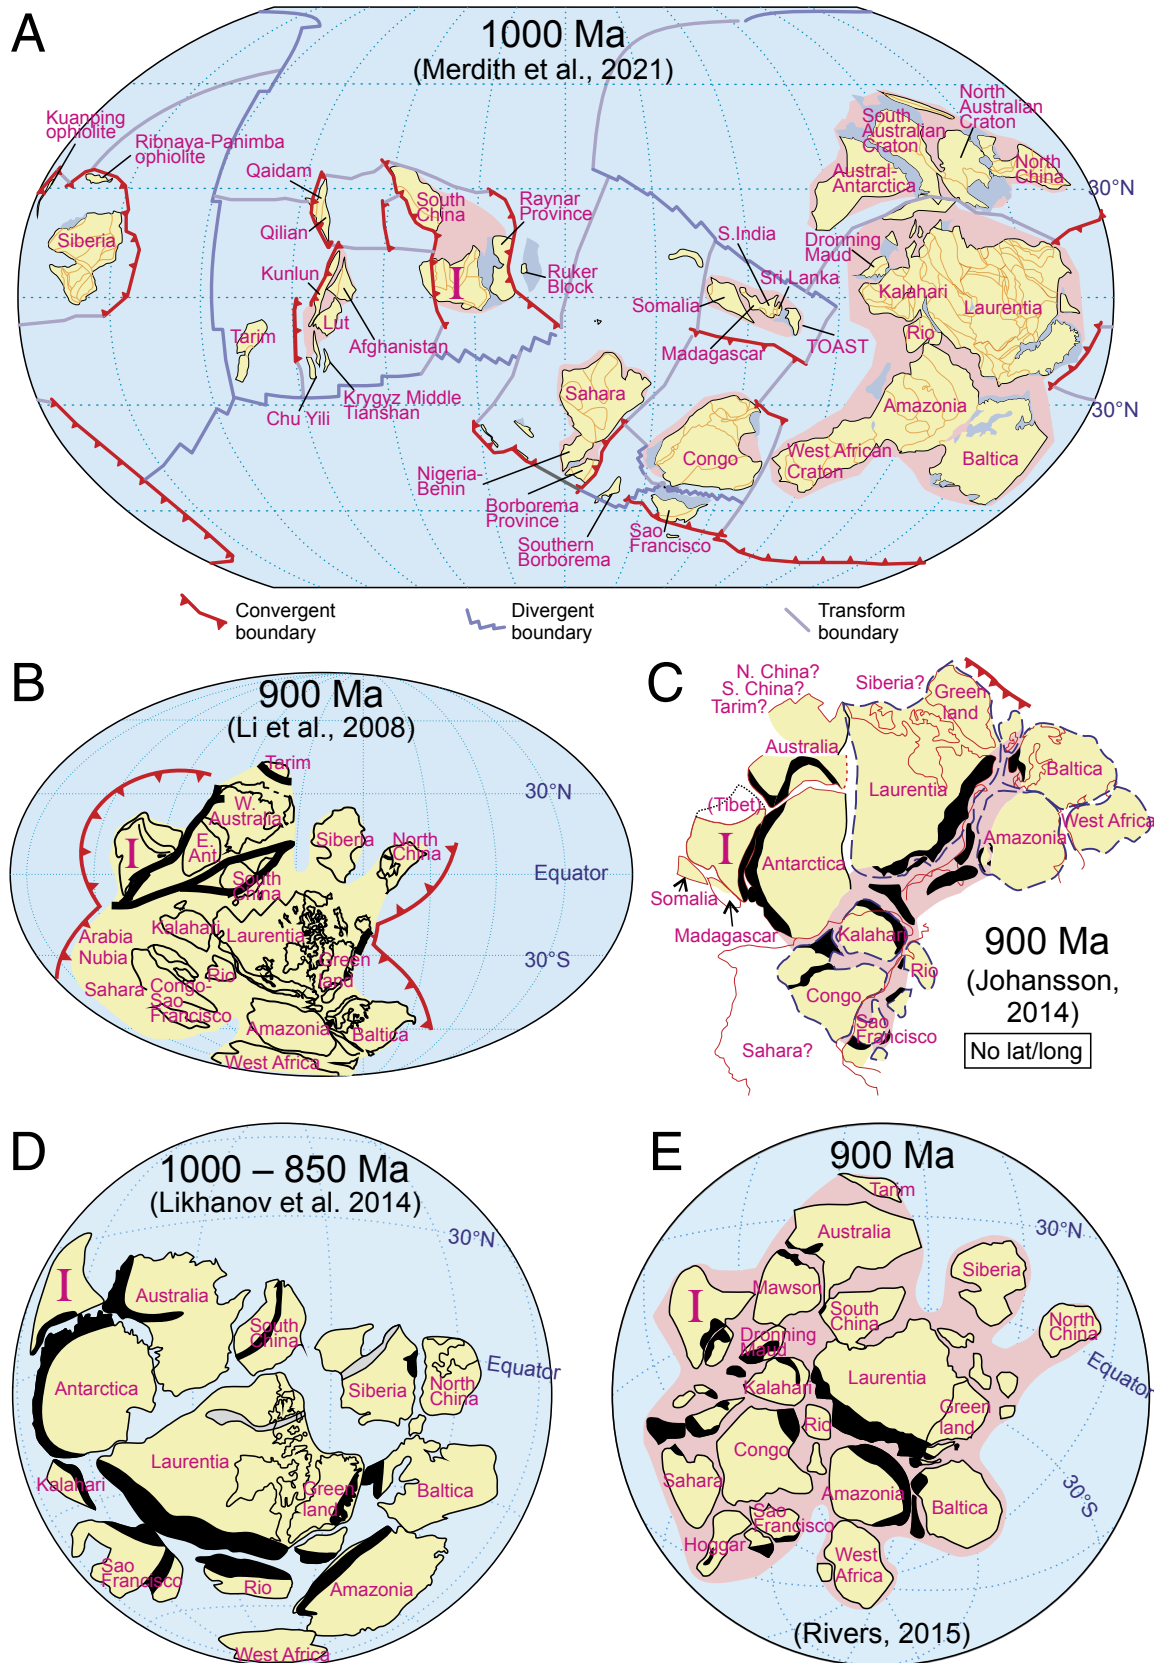 A
1000 Ma
(Merdith et al., 2021)
Kuanping
ophiolite
Ribnaya-Panimba
ophiolite
Qaidam
Qilian
Siberia
Kunlun
Tarim
Lut
Afghanistan
Chu Yili
Krygyz Middle
Tianshan
South
China
I
Raynar
Province
Ruker
Block
S.India
Sri Lanka
Somalia
Madagascar
TOAST
Sahara
Nigeria-
Benin
Borborema
Province
Southern
Borborema
Congo
Sao
Francisco
South
Australian
Craton
North
Australian
Craton
Austral-
Antarctica
North
China
30°N
Dronning
Maud
Kalahari
Laurentia
Rio
Amazonia
30°N
West African
Craton
Baltica
Convergent
boundary
Divergent
boundary
Transform
boundary
B
900 Ma
(Li et al., 2008)
Tarim
30°N
W.
Australia
I
E.
Ant.
Siberia
North
China
South
China
Equator
Kalahari
Arabia
Nubia
Laurentia
Green
land
30°S
Sahara
Congo-
Sao
Francisco
Rio
Amazonia
Baltica
West Africa
C
N. China?
S. China?
Tarim?
Siberia?
Green
land
Australia
Laurentia
Baltica
(Tibet)
I
Antarctica
Amazonia
West Africa
Somalia
Madagascar
Kalahari
Congo
Rio
Sao
Francisco
Sahara?
900 Ma
(Johansson,
2014)
No lat/long
D
1000 – 850 Ma
(Likhanov et al. 2014)
30°N
I
Australia
South
China
Equator
Antarctica
Siberia
North
China
Laurentia
Kalahari
Green
land
Baltica
Sao
Francisco
Rio
Amazonia
West Africa
E
900 Ma
Tarim
Australia
30°N
Siberia
I
Mawson
South
China
North
China
Dronning
Maud
Equator
Kalahari
Laurentia
Green
land
Rio
Congo
Sahara
Amazonia
Baltica
30°S
Sao
Francisco
Hoggar
West
Africa
(Rivers, 2015)